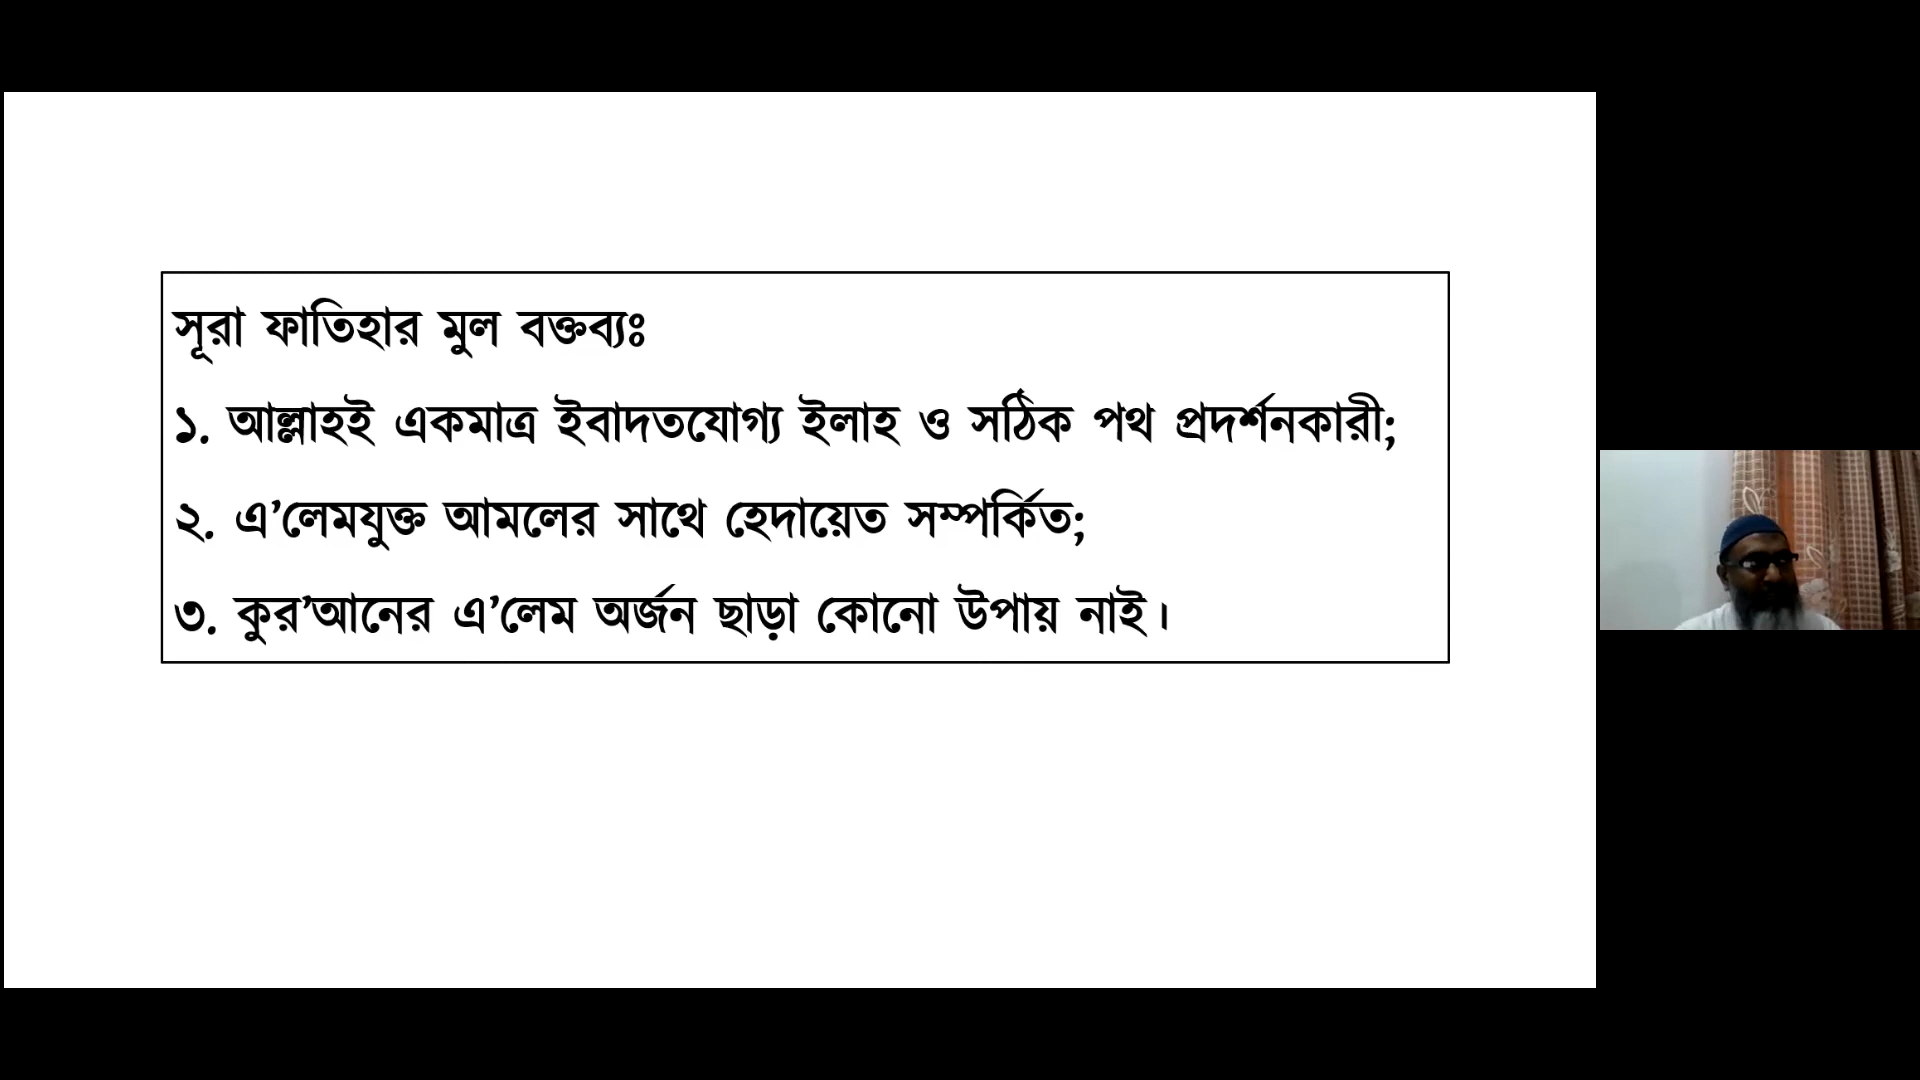 সূরা ফাতিহার মুল বক্তব্যঃ
১. আল্লাহই একমাত্র ইবাদতযোগ্য ইলাহ ও সঠিক পথ প্রদর্শনকারী;
২. এ’লেমযুক্ত আমলের সাথে হেদায়েত সম্পর্কিত;
৩. কুর’আনের এ’লেম অর্জন ছাড়া কোনো উপায় নাই।